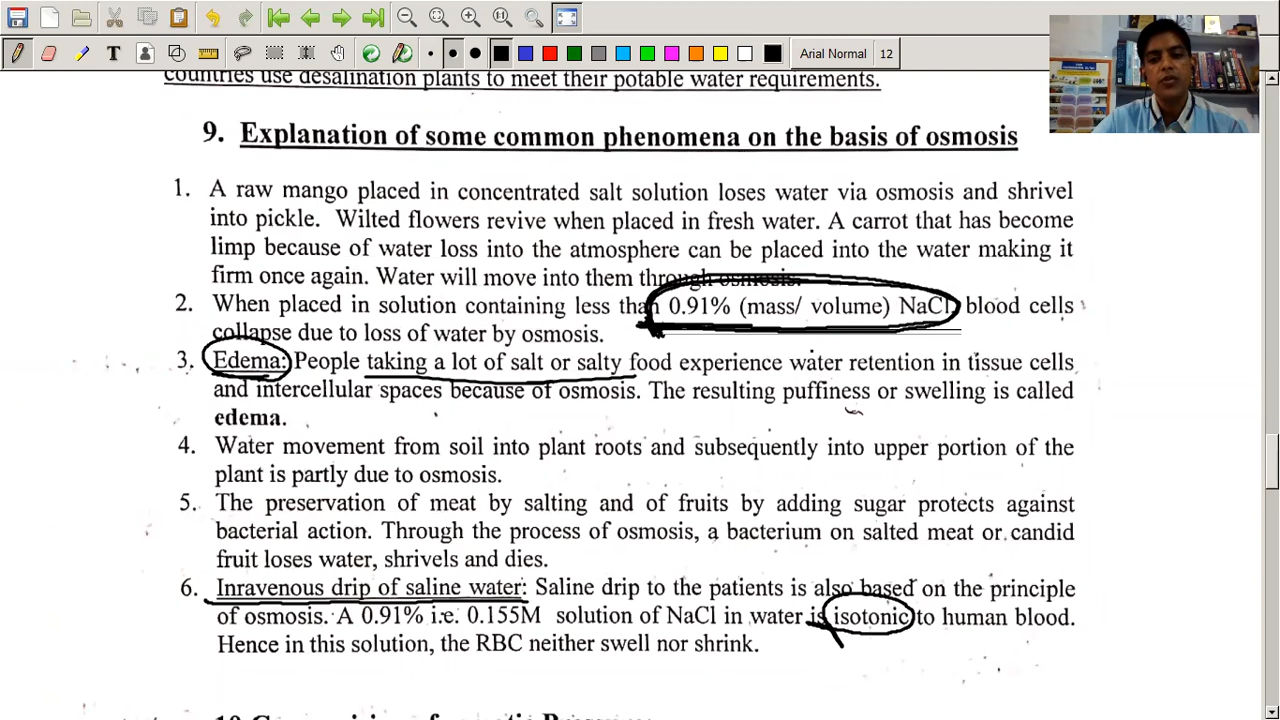 Arial Normal 12
countries use desalination plants to meet their potable water requirements.
9. Explanation of some common phenomena on the basis of osmosis
1. A raw mango placed in concentrated salt solution loses water via osmosis and shrivel
into pickle. Wilted flowers revive when placed in fresh water. A carrot that has become
limp because of water loss into the atmosphere can be placed into the water making it
firm once again. Water will move into them through osmosis.
2. When placed in solution containing less than 0.91% (mass/ volume) NaCl, blood cells
collapse due to loss of water by osmosis.
3. Edema: People taking a lot of salt or salty food experience water retention in tissue cells
and intercellular spaces because of osmosis. The resulting puffiness or swelling is called
edema.
4. Water movement from soil into plant roots and subsequently into upper portion of the
plant is partly due to osmosis.
5. The preservation of meat by salting and of fruits by adding sugar protects against
bacterial action. Through the process of osmosis, a bacterium on salted meat or candid
fruit loses water, shrivels and dies.
6. Inravenous drip of saline water: Saline drip to the patients is also based on the principle
of osmosis. A 0.91% i.e. 0.155M solution of NaCl in water is isotonic to human blood.
Hence in this solution, the RBC neither swell nor shrink.